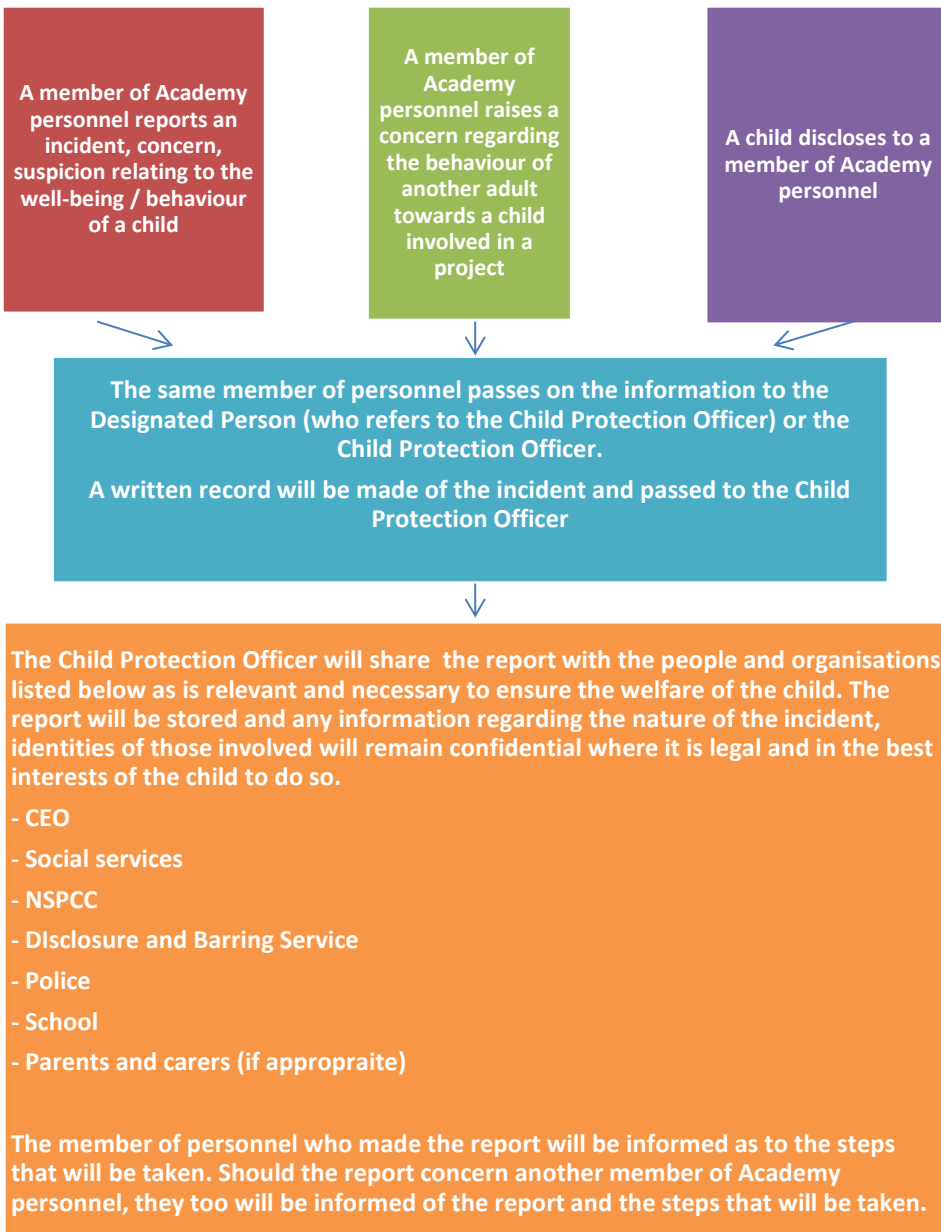 A member of Academy
personnel reports an
incident, concern,
suspicion relating to the
well-being / behaviour
of a child
A member of
Academy
personnel raises a
concern regarding
the behaviour of
another adult
towards a child
involved in a
project
A child discloses to a
member of Academy
personnel
The same member of personnel passes on the information to the
Designated Person (who refers to the Child Protection Officer) or the
Child Protection Officer.
A written record will be made of the incident and passed to the Child
Protection Officer
The Child Protection Officer will share  the report with the people and organisations
listed below as is relevant and necessary to ensure the welfare of the child. The
report will be stored and any information regarding the nature of the incident,
identities of those involved will remain confidential where it is legal and in the best
interests of the child to do so.
- CEO
- Social services
- NSPCC
- DIsclosure and Barring Service
- Police
- School
- Parents and carers (if appropraite)
The member of personnel who made the report will be informed as to the steps
that will be taken. Should the report concern another member of Academy
personnel, they too will be informed of the report and the steps that will be taken.